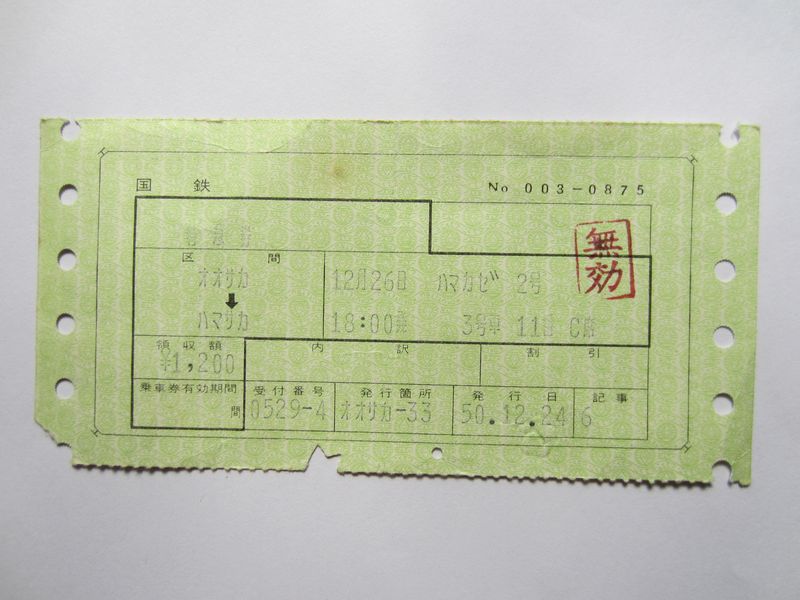 国鉄 No 003-0875
特急券
無効
区間
オオサカ 12月26日 ハマカゼ 2号
⬇
ハマサカ 18:00発 3号車 11番 C席
領収額 内訳 割引
¥1,200
乗車券有効期間 受付番号 発行箇所 発行日 記事
間 0529-4 オオサカ-33 50.12.24 6